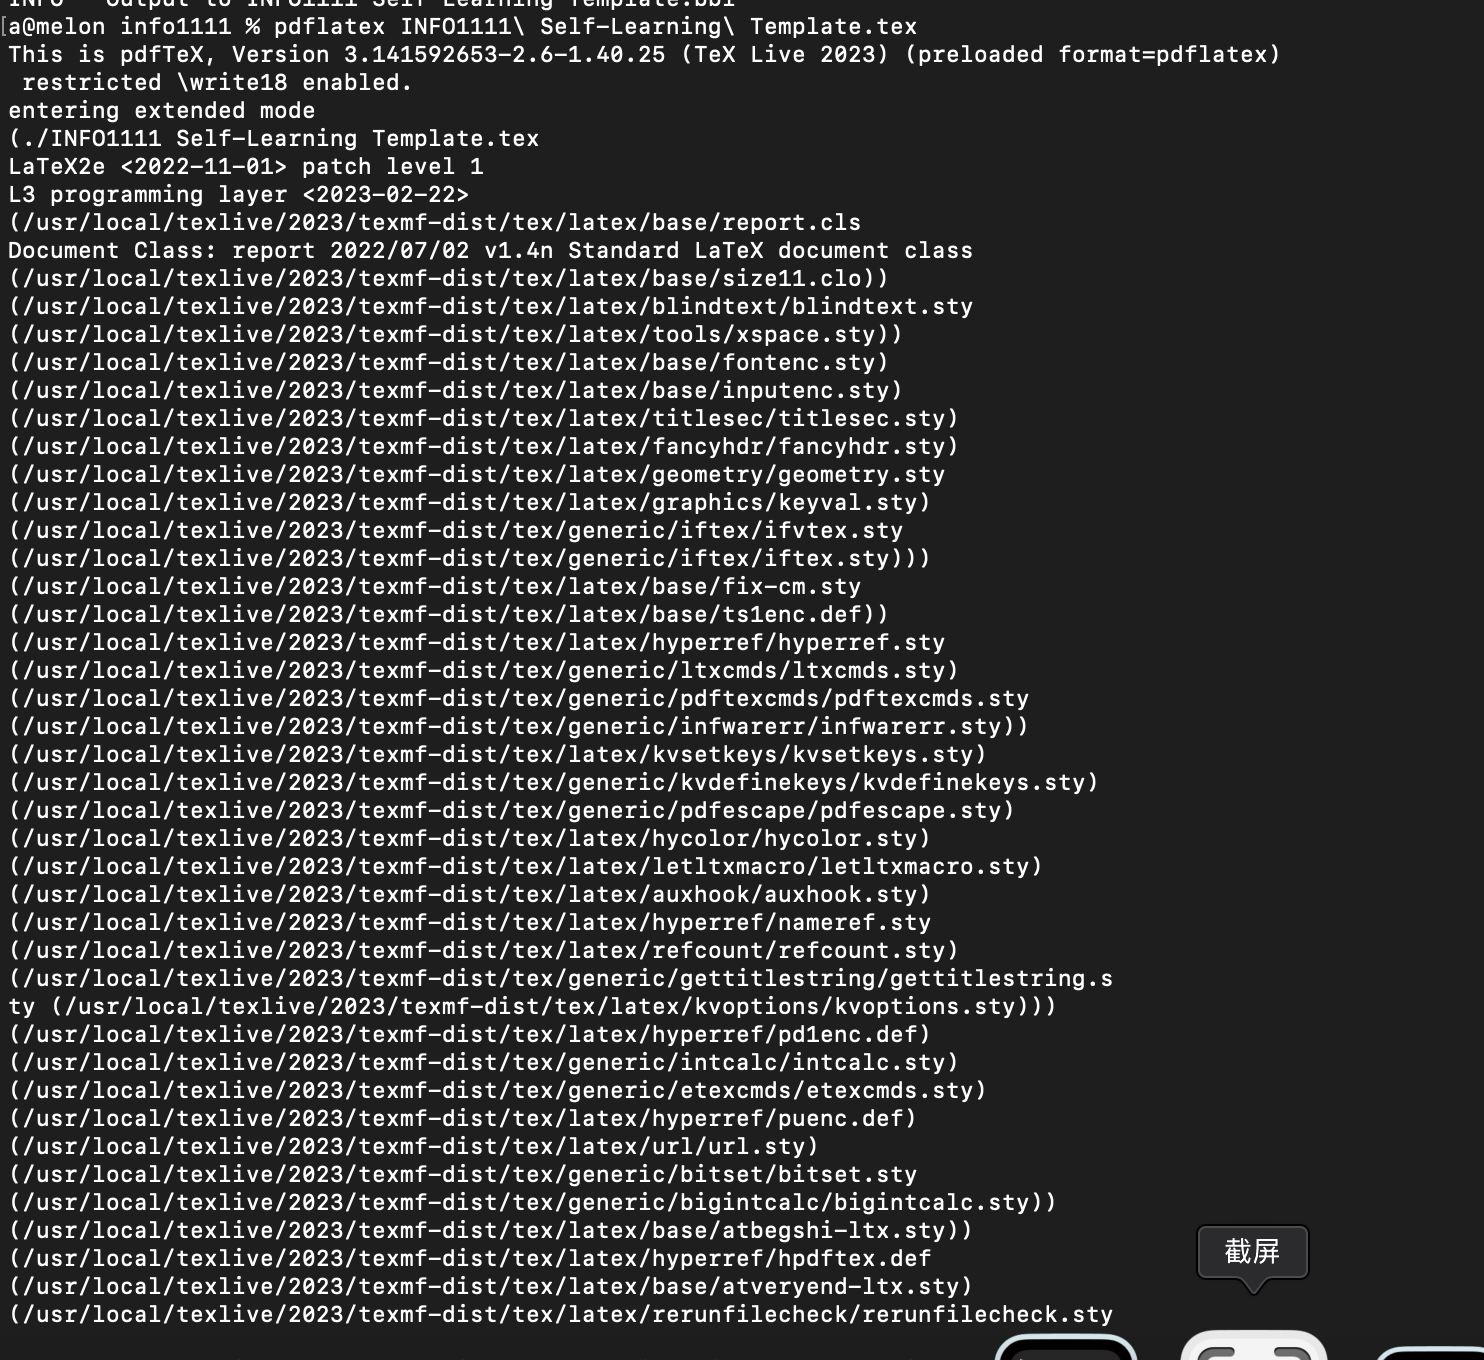 INFO - Output to INFO1111 Self-Learning Template.bbl
[a@melon info1111 % pdflatex INFO1111\ Self-Learning\ Template.tex
This is pdfTeX, Version 3.141592653-2.6-1.40.25 (TeX Live 2023) (preloaded format=pdflatex)
 restricted \write18 enabled.
entering extended mode
(./INFO1111 Self-Learning Template.tex
LaTeX2e <2022-11-01> patch level 1
L3 programming layer <2023-02-22>
(/usr/local/texlive/2023/texmf-dist/tex/latex/base/report.cls
Document Class: report 2022/07/02 v1.4n Standard LaTeX document class
(/usr/local/texlive/2023/texmf-dist/tex/latex/base/size11.clo))
(/usr/local/texlive/2023/texmf-dist/tex/latex/blindtext/blindtext.sty
(/usr/local/texlive/2023/texmf-dist/tex/latex/tools/xspace.sty))
(/usr/local/texlive/2023/texmf-dist/tex/latex/base/fontenc.sty)
(/usr/local/texlive/2023/texmf-dist/tex/latex/base/inputenc.sty)
(/usr/local/texlive/2023/texmf-dist/tex/latex/titlesec/titlesec.sty)
(/usr/local/texlive/2023/texmf-dist/tex/latex/fancyhdr/fancyhdr.sty)
(/usr/local/texlive/2023/texmf-dist/tex/latex/geometry/geometry.sty
(/usr/local/texlive/2023/texmf-dist/tex/latex/graphics/keyval.sty)
(/usr/local/texlive/2023/texmf-dist/tex/generic/iftex/ifvtex.sty
(/usr/local/texlive/2023/texmf-dist/tex/generic/iftex/iftex.sty)))
(/usr/local/texlive/2023/texmf-dist/tex/latex/base/fix-cm.sty
(/usr/local/texlive/2023/texmf-dist/tex/latex/base/ts1enc.def))
(/usr/local/texlive/2023/texmf-dist/tex/latex/hyperref/hyperref.sty
(/usr/local/texlive/2023/texmf-dist/tex/generic/ltxcmds/ltxcmds.sty)
(/usr/local/texlive/2023/texmf-dist/tex/generic/pdftexcmds/pdftexcmds.sty
(/usr/local/texlive/2023/texmf-dist/tex/generic/infwarerr/infwarerr.sty))
(/usr/local/texlive/2023/texmf-dist/tex/latex/kvsetkeys/kvsetkeys.sty)
(/usr/local/texlive/2023/texmf-dist/tex/generic/kvdefinekeys/kvdefinekeys.sty)
(/usr/local/texlive/2023/texmf-dist/tex/generic/pdfescape/pdfescape.sty)
(/usr/local/texlive/2023/texmf-dist/tex/latex/hycolor/hycolor.sty)
(/usr/local/texlive/2023/texmf-dist/tex/latex/letltxmacro/letltxmacro.sty)
(/usr/local/texlive/2023/texmf-dist/tex/latex/auxhook/auxhook.sty)
(/usr/local/texlive/2023/texmf-dist/tex/latex/hyperref/nameref.sty
(/usr/local/texlive/2023/texmf-dist/tex/latex/refcount/refcount.sty)
(/usr/local/texlive/2023/texmf-dist/tex/generic/gettitlestring/gettitlestring.s
ty (/usr/local/texlive/2023/texmf-dist/tex/latex/kvoptions/kvoptions.sty)))
(/usr/local/texlive/2023/texmf-dist/tex/latex/hyperref/pd1enc.def)
(/usr/local/texlive/2023/texmf-dist/tex/generic/intcalc/intcalc.sty)
(/usr/local/texlive/2023/texmf-dist/tex/generic/etexcmds/etexcmds.sty)
(/usr/local/texlive/2023/texmf-dist/tex/latex/hyperref/puenc.def)
(/usr/local/texlive/2023/texmf-dist/tex/latex/url/url.sty)
(/usr/local/texlive/2023/texmf-dist/tex/generic/bitset/bitset.sty
(/usr/local/texlive/2023/texmf-dist/tex/generic/bigintcalc/bigintcalc.sty))
(/usr/local/texlive/2023/texmf-dist/tex/latex/base/atbegshi-ltx.sty))
截屏
(/usr/local/texlive/2023/texmf-dist/tex/latex/hyperref/hpdftex.def
(/usr/local/texlive/2023/texmf-dist/tex/latex/base/atveryend-ltx.sty)
(/usr/local/texlive/2023/texmf-dist/tex/latex/rerunfilecheck/rerunfilecheck.sty